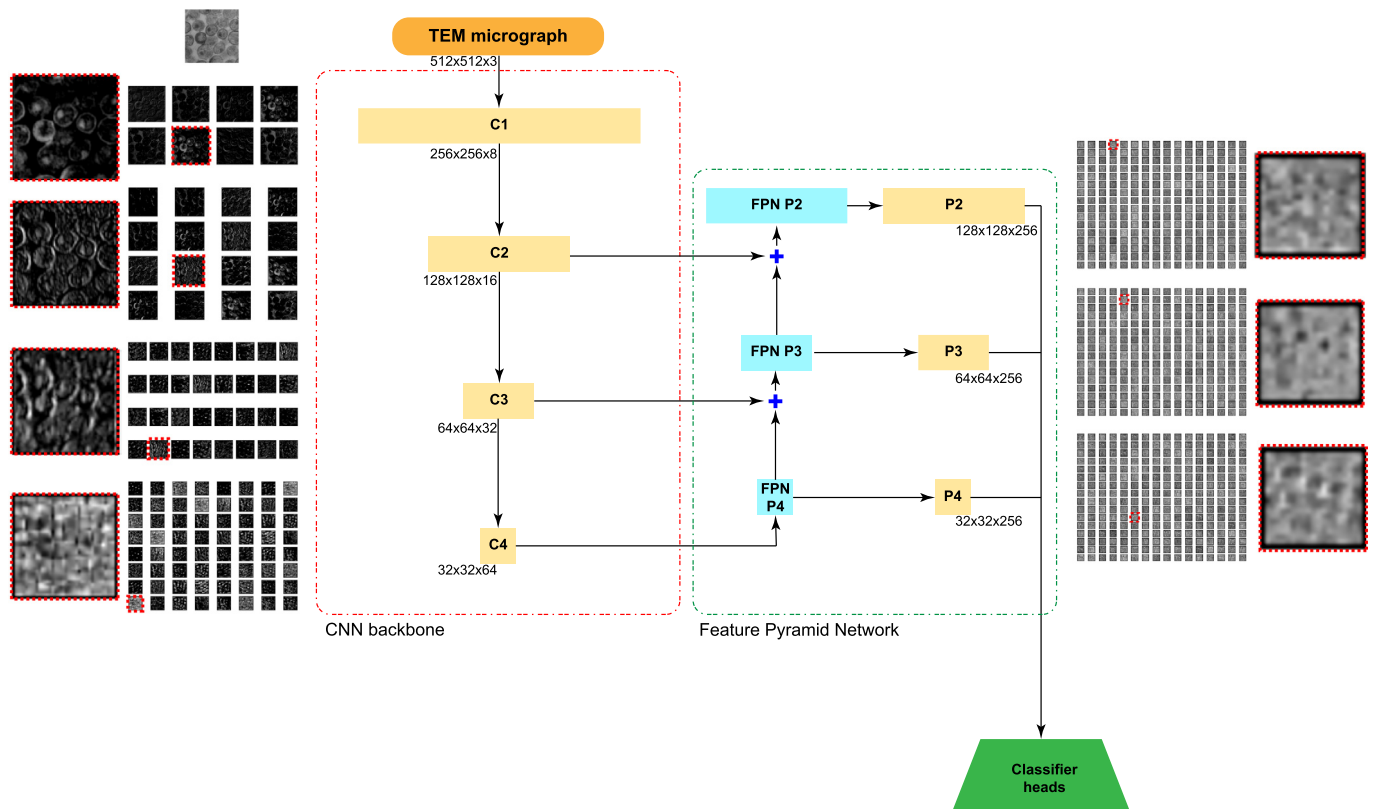 TEM micrograph
512x512x3
C1
256x256x8
C2
128x128x16
C3
64x64x32
C4
32x32x64
CNN backbone
FPN P2
P2
128x128x256
FPN P3
P3
64x64x256
FPN
P4
P4
32x32x256
Feature Pyramid Network
Classifier
heads